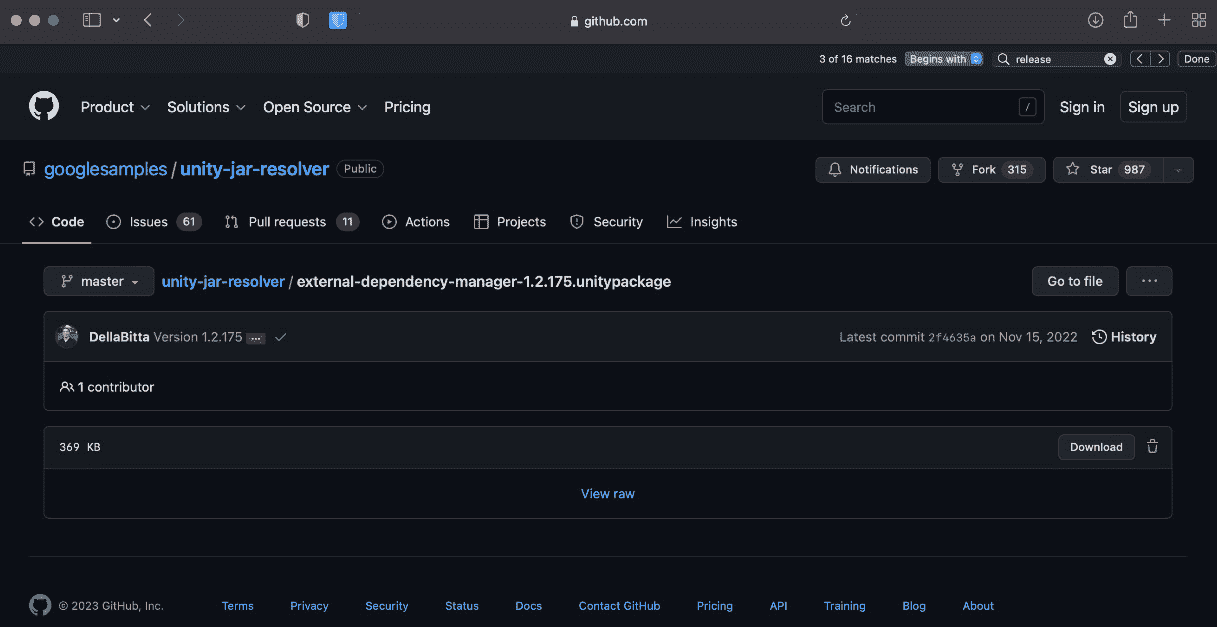 github.com
3 of 16 matches Begins with release Done
Product Solutions Open Source Pricing Search / Sign in Sign up
googlesamples / unity-jar-resolver Public Notifications Fork 315 Star 987
Code Issues 61 Pull requests 11 Actions Projects Security Insights
master unity-jar-resolver / external-dependency-manager-1.2.175.unitypackage Go to file ...
DellaBitta Version 1.2.175 ... Latest commit 2f4635a on Nov 15, 2022 History
1 contributor
369 KB Download
View raw
© 2023 GitHub, Inc. Terms Privacy Security Status Docs Contact GitHub Pricing API Training Blog About